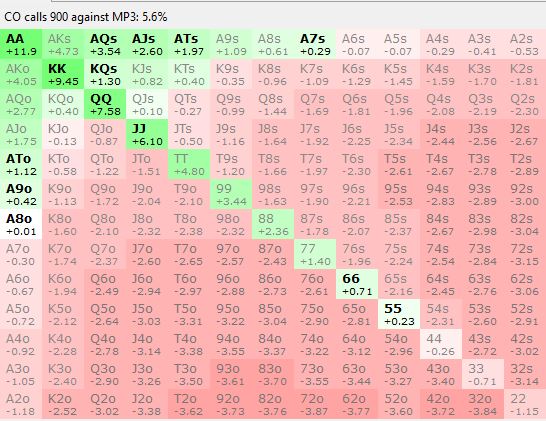 CO calls 900 against MP3: 5.6%
AA AKs AQs AJs ATs A9s A8s A7s A6s A5s A4s A3s A2s
+11.9 +4.73 +3.54 +2.60 +1.97 +1.09 +0.61 +0.29 -0.07 -0.07 -0.29 -0.41 -0.53
AKo KK KQs KJs KTs K9s K8s K7s K6s K5s K4s K3s K2s
+4.05 +9.45 +1.30 +0.82 +0.40 -0.35 -0.96 -1.09 -1.29 -1.45 -1.59 -1.70 -1.81
AQo KQo QQ QJs QTs Q9s Q8s Q7s Q6s Q5s Q4s Q3s Q2s
+2.77 +0.40 +7.58 +0.10 -0.27 -0.99 -1.44 -1.69 -1.81 -1.96 -2.08 -2.19 -2.30
AJo KJo QJo JJ JTs J9s J8s J7s J6s J5s J4s J3s J2s
+1.75 -0.13 -0.87 +6.10 -0.50 -1.16 -1.64 -1.92 -2.25 -2.34 -2.44 -2.56 -2.67
ATo KTo QTo JTo TT T9s T8s T7s T6s T5s T4s T3s T2s
+1.12 -0.58 -1.22 -1.51 +4.80 -1.20 -1.66 -1.97 -2.30 -2.61 -2.67 -2.78 -2.89
A9o K9o Q9o J9o T9o 99 98s 97s 96s 95s 94s 93s 92s
+0.42 -1.13 -1.72 -2.04 -2.10 +3.44 -1.63 -1.90 -2.21 -2.53 -2.83 -2.89 -3.00
A8o K8o Q8o J8o T8o 98o 88 87s 86s 85s 84s 83s 82s
+0.01 -1.60 -2.10 -2.32 -2.38 -2.32 +2.36 -1.78 -2.07 -2.37 -2.67 -2.98 -3.04
A7o K7o Q7o J7o T7o 97o 87o 77 76s 75s 74s 73s 72s
-0.30 -1.74 -2.37 -2.60 -2.65 -2.57 -2.43 +1.40 -1.96 -2.24 -2.54 -2.84 -3.15
A6o K6o Q6o J6o T6o 96o 86o 76o 66 65s 64s 63s 62s
-0.67 -1.94 -2.49 -2.94 -2.97 -2.88 -2.73 -2.61 +0.71 -2.16 -2.45 -2.76 -3.06
A5o K5o Q5o J5o T5o 95o 85o 75o 65o 55 54s 53s 52s
-0.72 -2.12 -2.64 -3.03 -3.31 -3.22 -3.04 -2.90 -2.81 +0.23 -2.31 -2.60 -2.91
A4o K4o Q4o J4o T4o 94o 84o 74o 64o 54o 44 43s 42s
-0.92 -2.28 -2.78 -3.14 -3.38 -3.55 -3.37 -3.22 -3.12 -2.96 -0.26 -2.72 -3.02
A3o K3o Q3o J3o T3o 93o 83o 73o 63o 53o 43o 33 32s
-1.05 -2.40 -2.90 -3.26 -3.50 -3.61 -3.70 -3.55 -3.44 -3.27 -3.40 -0.71 -3.14
A2o K2o Q2o J2o T2o 92o 82o 72o 62o 52o 42o 32o 22
-1.18 -2.52 -3.02 -3.38 -3.62 -3.73 -3.76 -3.87 -3.77 -3.60 -3.72 -3.84 -1.15